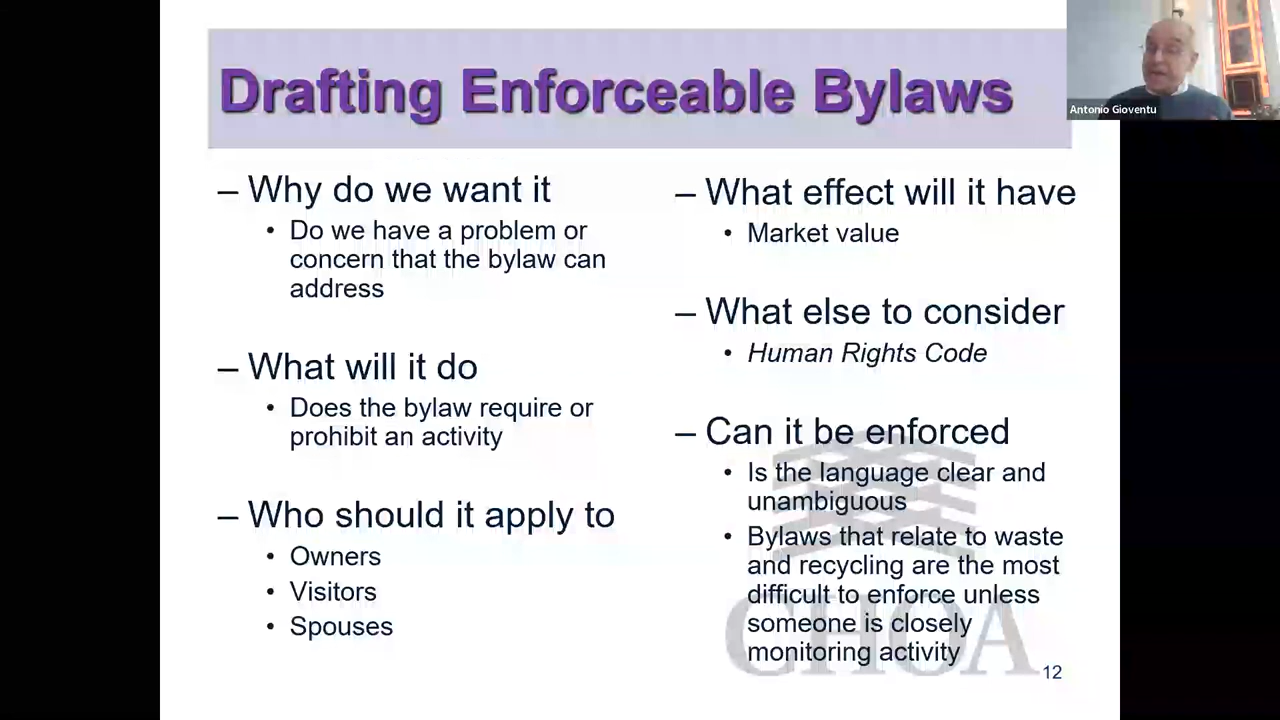 Drafting Enforceable Bylaws
Antonio Gioventu
– Why do we want it
• Do we have a problem or
concern that the bylaw can
address
– What will it do
• Does the bylaw require or
prohibit an activity
– Who should it apply to
• Owners
• Visitors
• Spouses
– What effect will it have
• Market value
– What else to consider
• Human Rights Code
– Can it be enforced
• Is the language clear and
unambiguous
• Bylaws that relate to waste
and recycling are the most
difficult to enforce unless
someone is closely
monitoring activity
CHOA
12